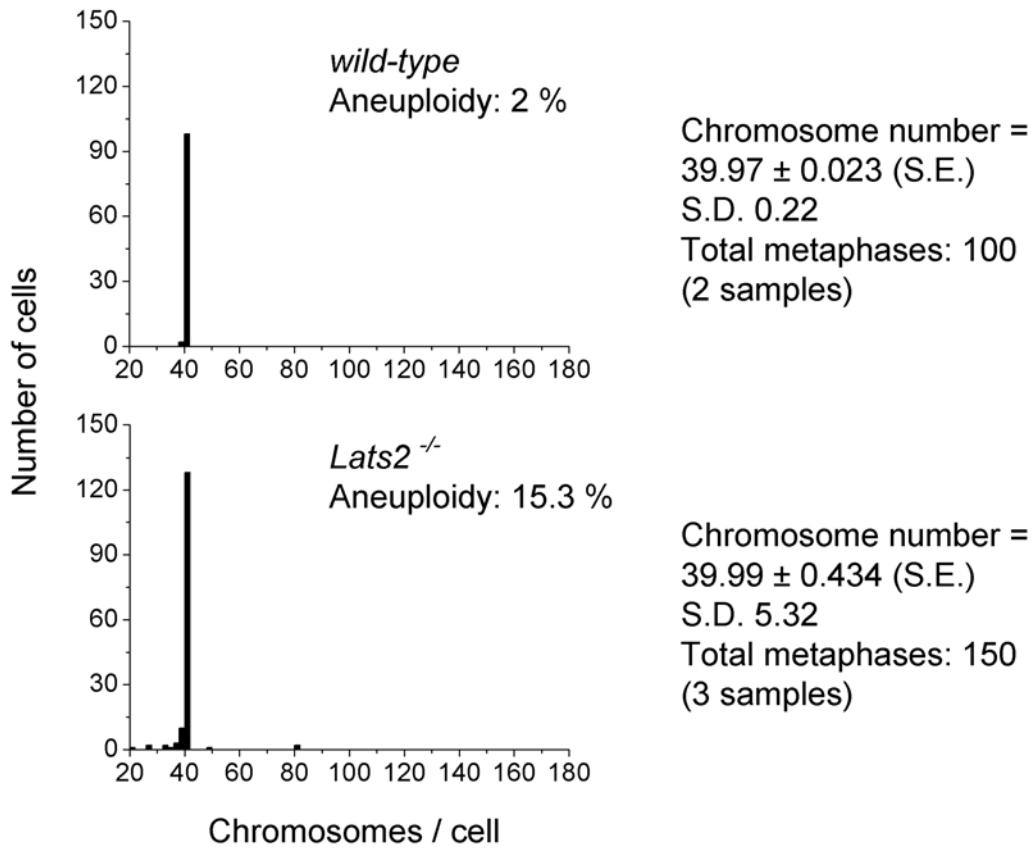 150
120
90
60
30
0
20 40 60 80 100 120 140 160 180
wild-type
Aneuploidy: 2 %
Chromosome number =
39.97 ± 0.023 (S.E.)
S.D. 0.22
Total metaphases: 100
(2 samples)
Number of cells
150
120
90
60
30
0
20 40 60 80 100 120 140 160 180
Lats2 -/-
Aneuploidy: 15.3 %
Chromosome number =
39.99 ± 0.434 (S.E.)
S.D. 5.32
Total metaphases: 150
(3 samples)
Chromosomes / cell